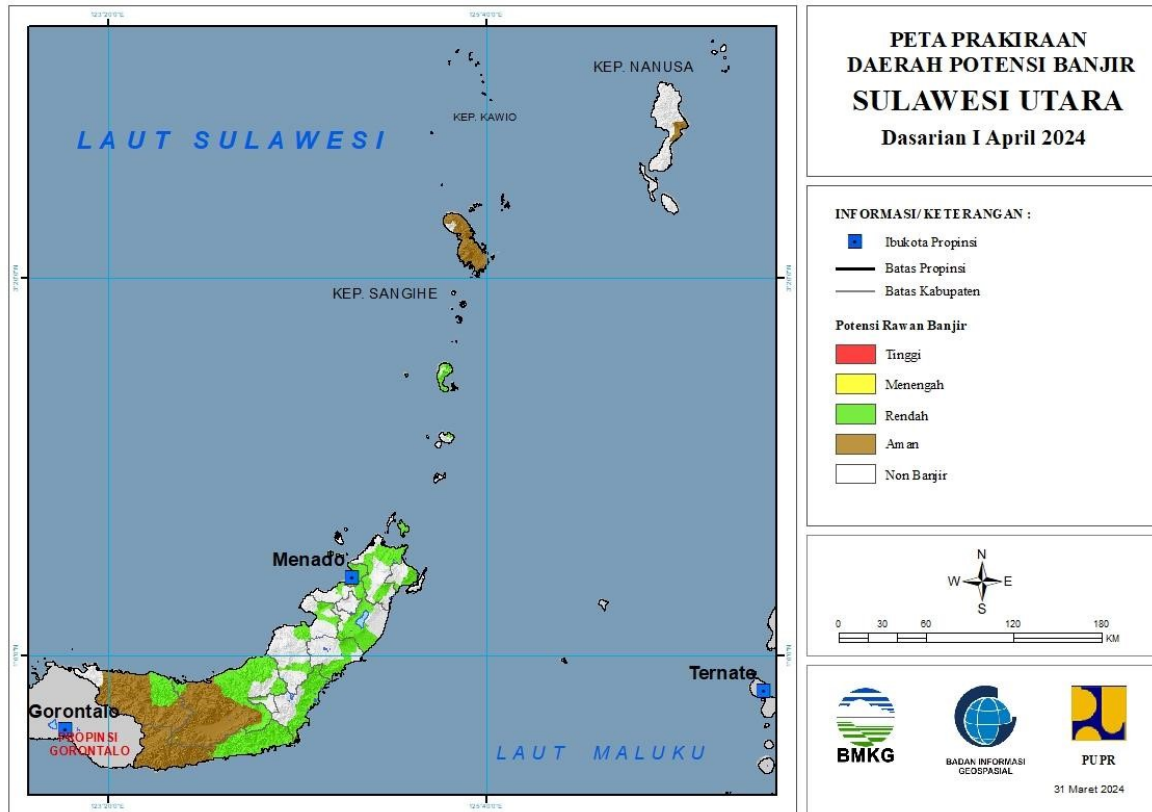 PETA PRAKIRAAN
DAERAH POTENSI BANJIR
SULAWESI UTARA
Dasarian I April 2024
INFORMASI/ KETERANGAN :
Ibukota Propinsi
Batas Propinsi
Batas Kabupaten
Potensi Rawan Banjir
Tinggi
Menengah
Rendah
Aman
Non Banjir
N
W E
S
0 30 60 120 180
KM
BMKG
BADAN INFORMASI
GEOSPASIAL
PUPR
31 Maret 2024
KEP. NANUSA
KEP. KAWIO
LAUT SULAWESI
KEP. SANGIHE
Menado
Ternate
Gorontalo
PROPINSI
GORONTALO
LAUT MALUKU